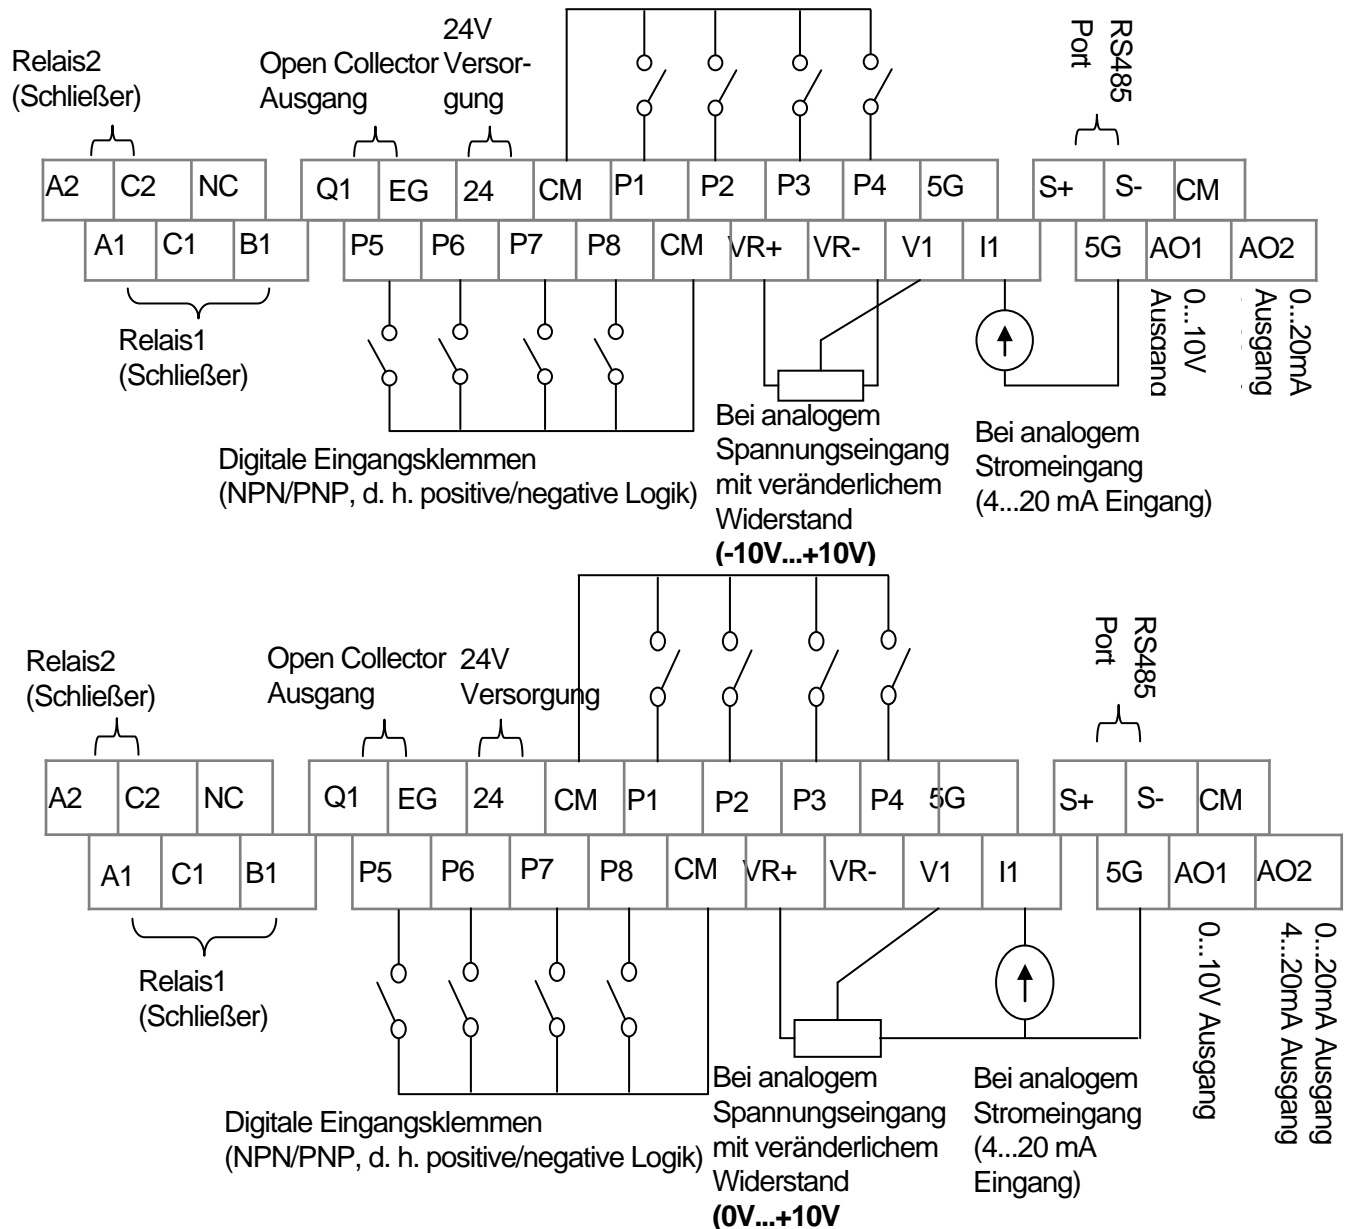 Relais2
(Schließer)
Open Collector
Ausgang
24V
Versor-
gung
RS485
Port
A2 C2 NC
Q1 EG 24 CM P1 P2 P3 P4 5G
S+ S- CM
A1 C1 B1
P5 P6 P7 P8 CM VR+ VR- V1 I1
5G AO1 AO2
Relais1
(Schließer)
0...10V
Ausgang
0...20mA
Ausgang
Digitale Eingangsklemmen
(NPN/PNP, d. h. positive/negative Logik)
Bei analogem
Spannungseingang
mit veränderlichem
Widerstand
(-10V...+10V)
Bei analogem
Stromeingang
(4...20 mA Eingang)
Relais2
(Schließer)
Open Collector
Ausgang
24V
Versorgung
RS485
Port
A2 C2 NC
Q1 EG 24 CM P1 P2 P3 P4 5G
S+ S- CM
A1 C1 B1
P5 P6 P7 P8 CM VR+ VR- V1 I1
5G AO1 AO2
Relais1
(Schließer)
0...10V Ausgang
0...20mA Ausgang
4...20mA Ausgang
Digitale Eingangsklemmen
(NPN/PNP, d. h. positive/negative Logik)
Bei analogem
Spannungseingang
mit veränderlichem
Widerstand
(0V...+10V
Bei analogem
Stromeingang
(4...20 mA
Eingang)